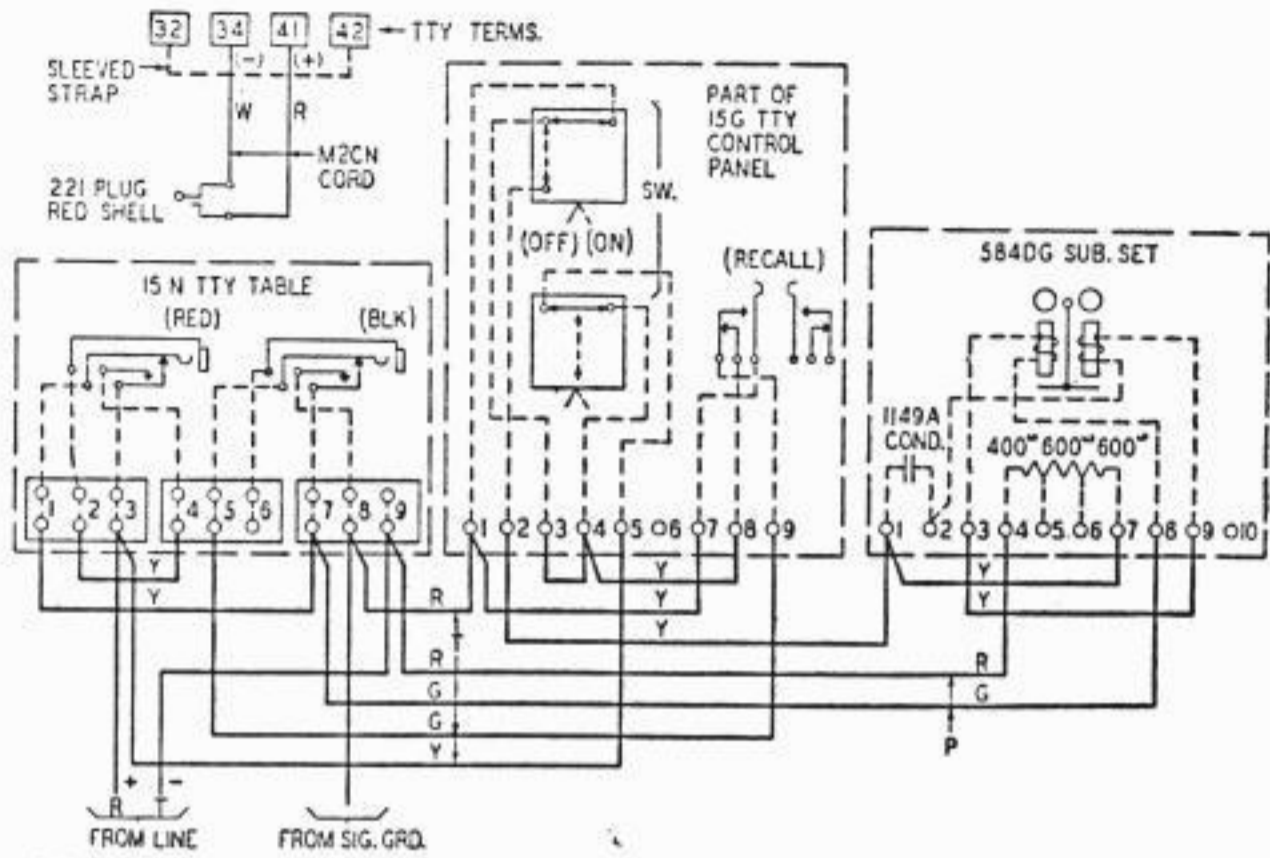 32 34 41 42 TTY TERMS.
(-) (+)
SLEEVED
STRAP
W R
M2CN
CORD
221 PLUG
RED SHELL
PART OF
15G TTY
CONTROL
PANEL
SW.
(OFF) (ON)
(RECALL)
15 N TTY TABLE
(RED) (BLK)
584DG SUB. SET
1149A
COND.
400ω 600ω 600ω
1 2 3 4 5 6 7 8 9
1 2 3 4 5 6 7 8 9
1 2 3 4 5 6 7 8 9 10
Y Y Y
Y R Y Y
Y
T
R R
G G
G
Y P
+ -
R T
FROM LINE FROM SIG. GRD.